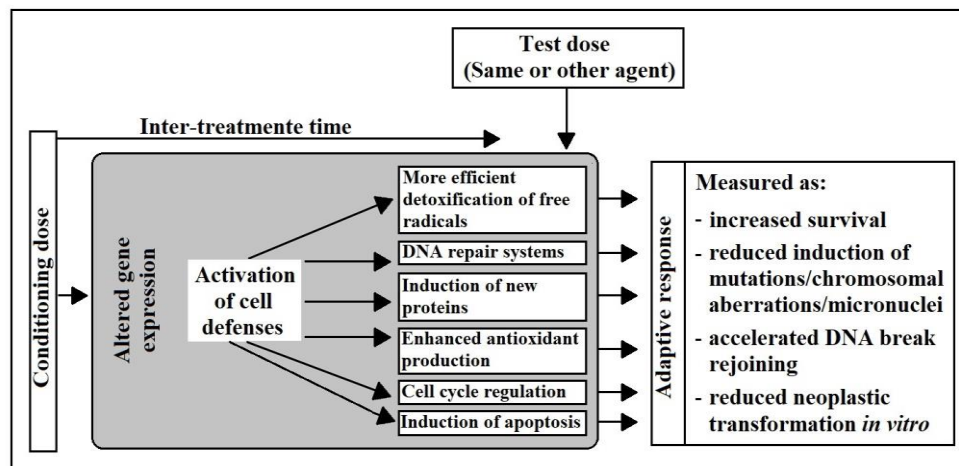 Test dose
(Same or other agent)
Inter-treatmente time
Conditioning dose
Altered gene
expression
Activation
of cell
defenses
More efficient
detoxification of free
radicals
DNA repair systems
Induction of new
proteins
Enhanced antioxidant
production
Cell cycle regulation
Induction of apoptosis
Adaptive response
Measured as:
- increased survival
- reduced induction of
mutations/chromosomal
aberrations/micronuclei
- accelerated DNA break
rejoining
- reduced neoplastic
transformation in vitro